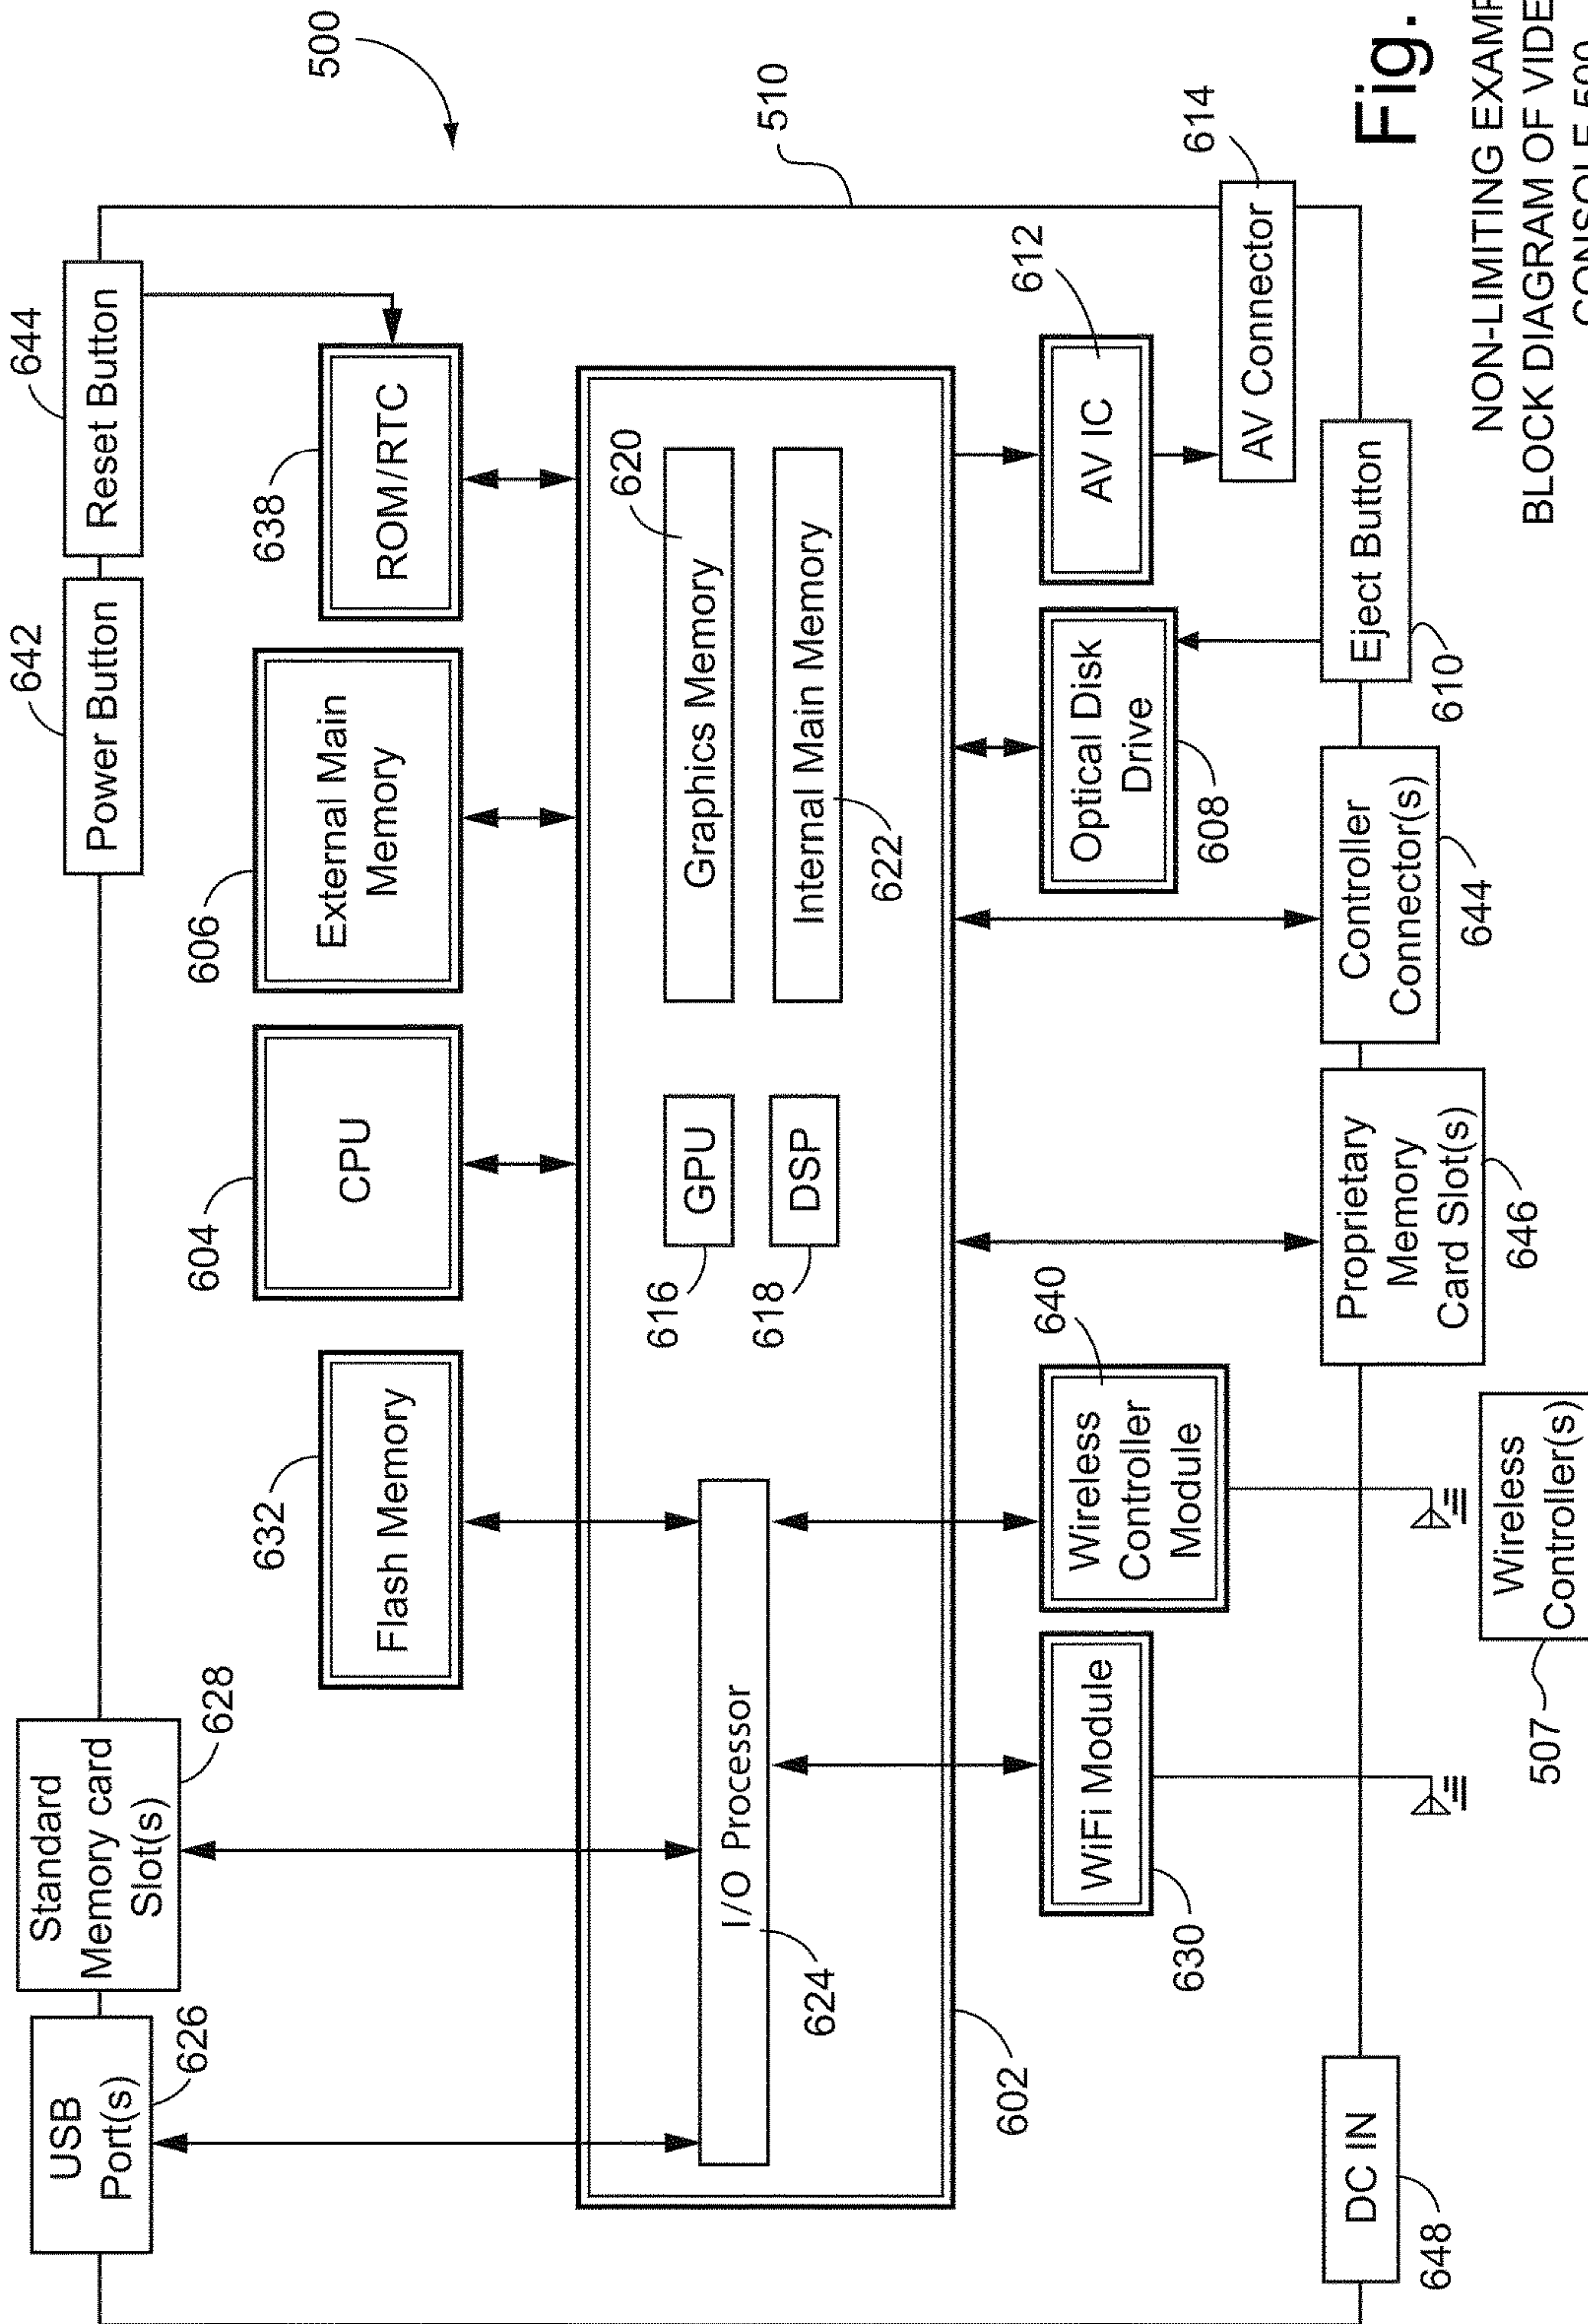 USB
Port(s)
626
Standard
Memory card
Slot(s)
628
642
Power Button
644
Reset Button
500
632
Flash Memory
604
CPU
606
External Main
Memory
638
ROM/RTC
510
I/O Processor
624
616
GPU
618
DSP
620
Graphics Memory
Internal Main Memory
622
602
630
WiFi Module
640
Wireless
Controller
Module
Optical Disk
Drive
608
AV IC
612
AV Connector
614
DC IN
648
Proprietary
Memory
Card Slot(s)
646
Controller
Connector(s)
644
Eject Button
610
507
Wireless
Controller(s)
Fig.
NON-LIMITING
BLOCK DIAGRAM OF
CONSOLE 500